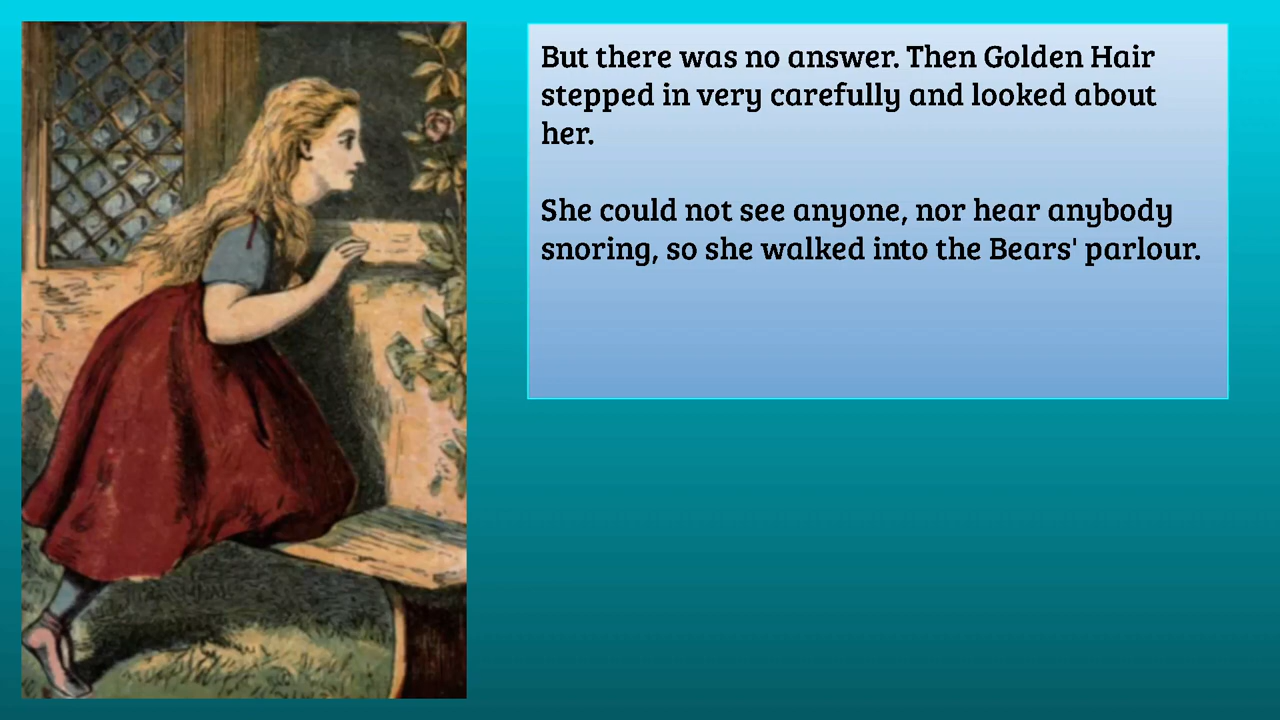 But there was no answer. Then Golden Hair
stepped in very carefully and looked about
her.
She could not see anyone, nor hear anybody
snoring, so she walked into the Bears' parlour.